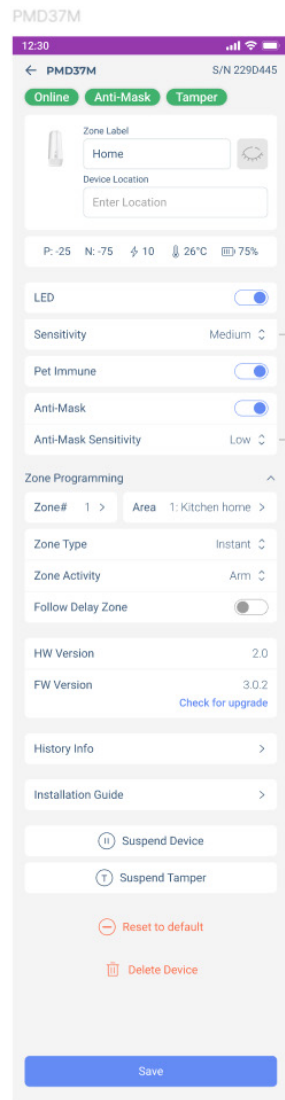 PMD37M
12:30
PMD37M S/N 229D445
Online Anti-Mask Tamper
Zone Label
Home
Device Location
Enter Location
P: -25 N: -75 10 26°C 75%
LED
Sensitivity Medium
Pet Immune
Anti-Mask
Anti-Mask Sensitivity Low
Zone Programming
Zone# 1 > Area 1: Kitchen home >
Zone Type Instant
Zone Activity Arm
Follow Delay Zone
HW Version 2.0
FW Version 3.0.2
Check for upgrade
History Info >
Installation Guide >
Suspend Device
T Suspend Tamper
Reset to default
Delete Device
Save